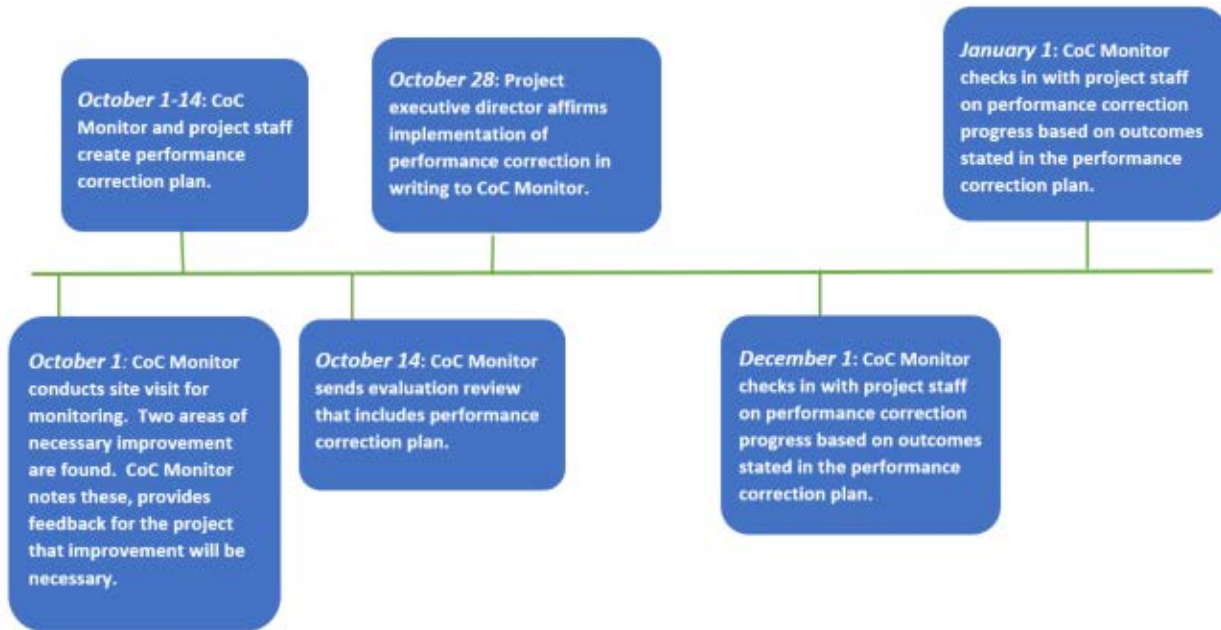 October 1: CoC Monitor
conducts site visit for
monitoring. Two areas of
necessary improvement
are found. CoC Monitor
notes these, provides
feedback for the project
that improvement will be
necessary.
October 1-14: CoC
Monitor and project staff
create performance
correction plan.
October 14: CoC Monitor
sends evaluation review
that includes performance
correction plan.
October 28: Project
executive director affirms
implementation of
performance correction in
writing to CoC Monitor.
December 1: CoC Monitor
checks in with project staff
on performance correction
progress based on outcomes
stated in the performance
correction plan.
January 1: CoC Monitor
checks in with project staff
on performance correction
progress based on outcomes
stated in the performance
correction plan.